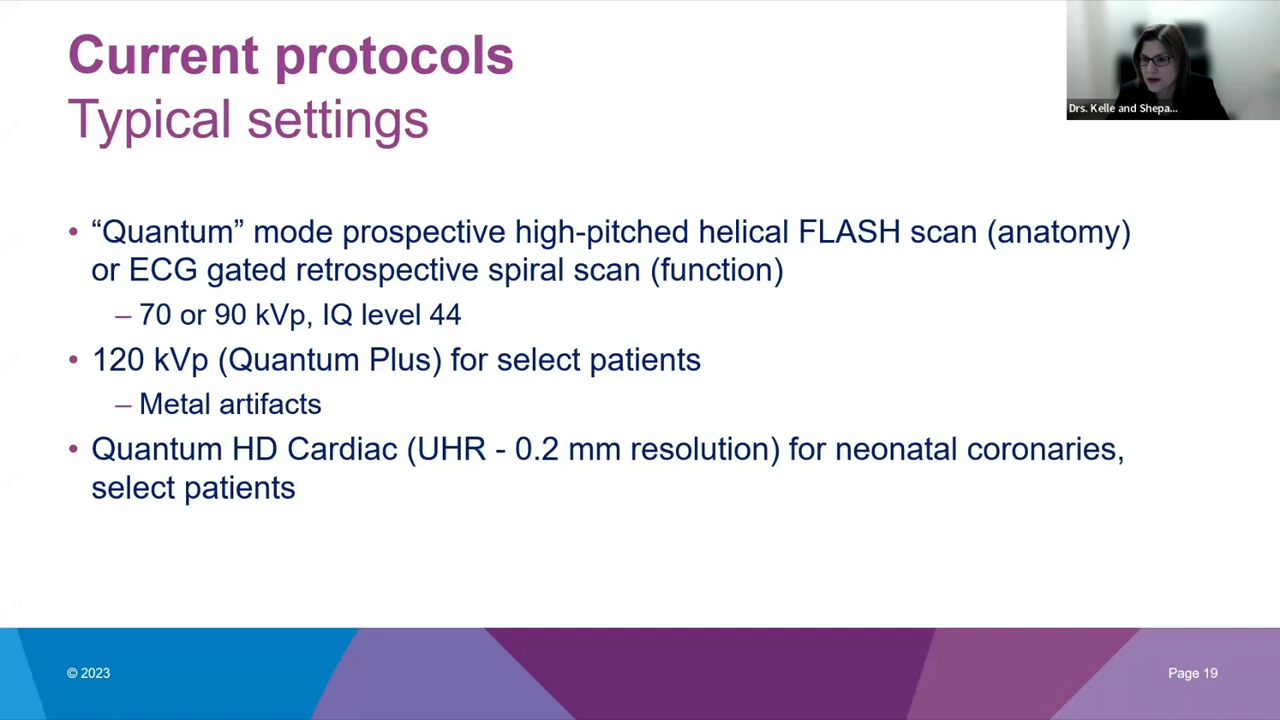 Current protocols
Typical settings
Drs. Kelle and Shepa...
• “Quantum” mode prospective high-pitched helical FLASH scan (anatomy)
or ECG gated retrospective spiral scan (function)
– 70 or 90 kVp, IQ level 44
• 120 kVp (Quantum Plus) for select patients
– Metal artifacts
• Quantum HD Cardiac (UHR - 0.2 mm resolution) for neonatal coronaries,
select patients
© 2023
Page 19